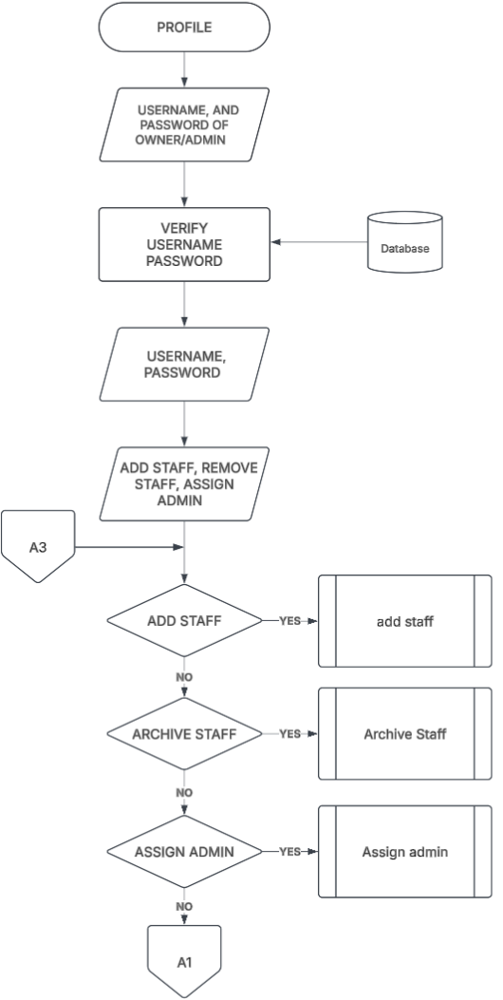 PROFILE
USERNAME, AND
PASSWORD OF
OWNER/ADMIN
VERIFY
USERNAME
PASSWORD
Database
USERNAME,
PASSWORD
ADD STAFF, REMOVE
STAFF, ASSIGN
ADMIN
A3
ADD STAFF
YES
add staff
NO
ARCHIVE STAFF
YES
Archive Staff
NO
ASSIGN ADMIN
YES
Assign admin
NO
A1